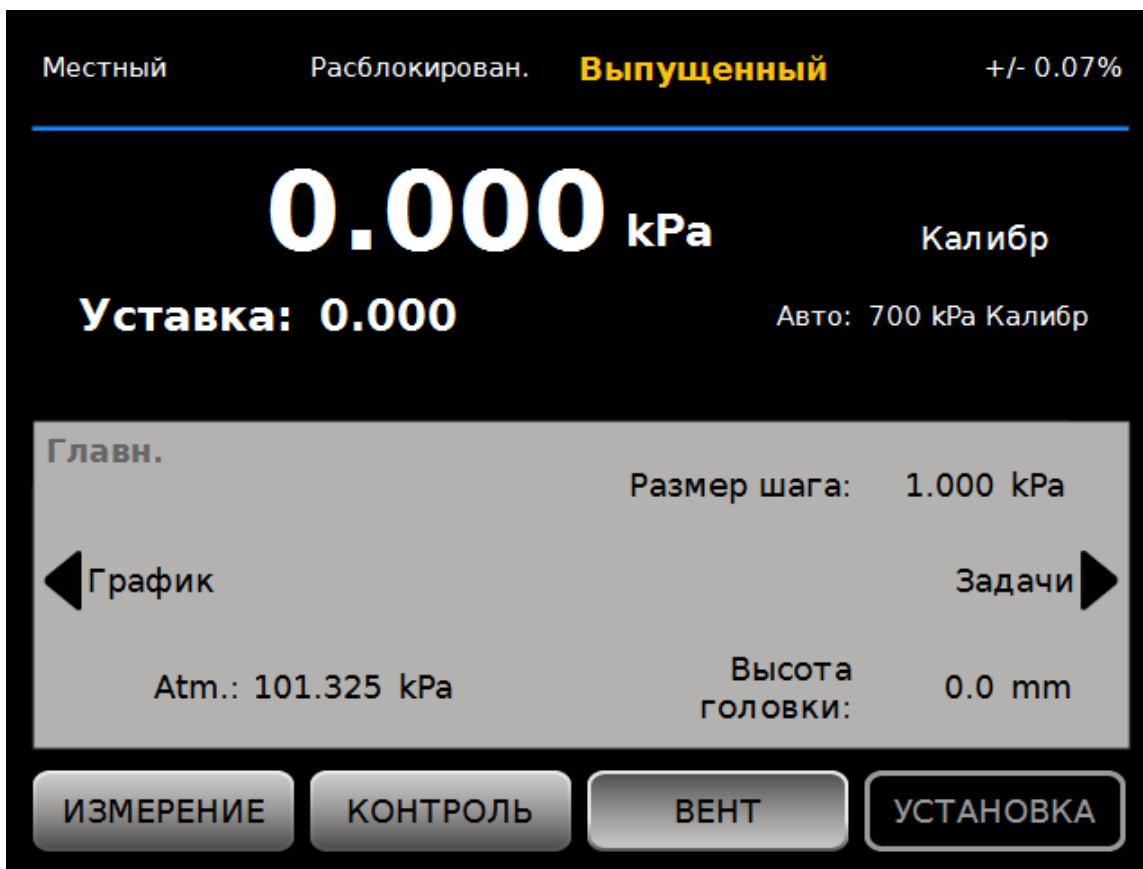 Местный Расблокирован. Выпущенный +/- 0.07%
0.000 kPa Калибр
Уставка: 0.000 Авто: 700 kPa Калибр
Главн.
Размер шага: 1.000 kPa
График Задачи
Atm.: 101.325 kPa Высота
головки: 0.0 mm
ИЗМЕРЕНИЕ КОНТРОЛЬ ВЕНТ УСТАНОВКА